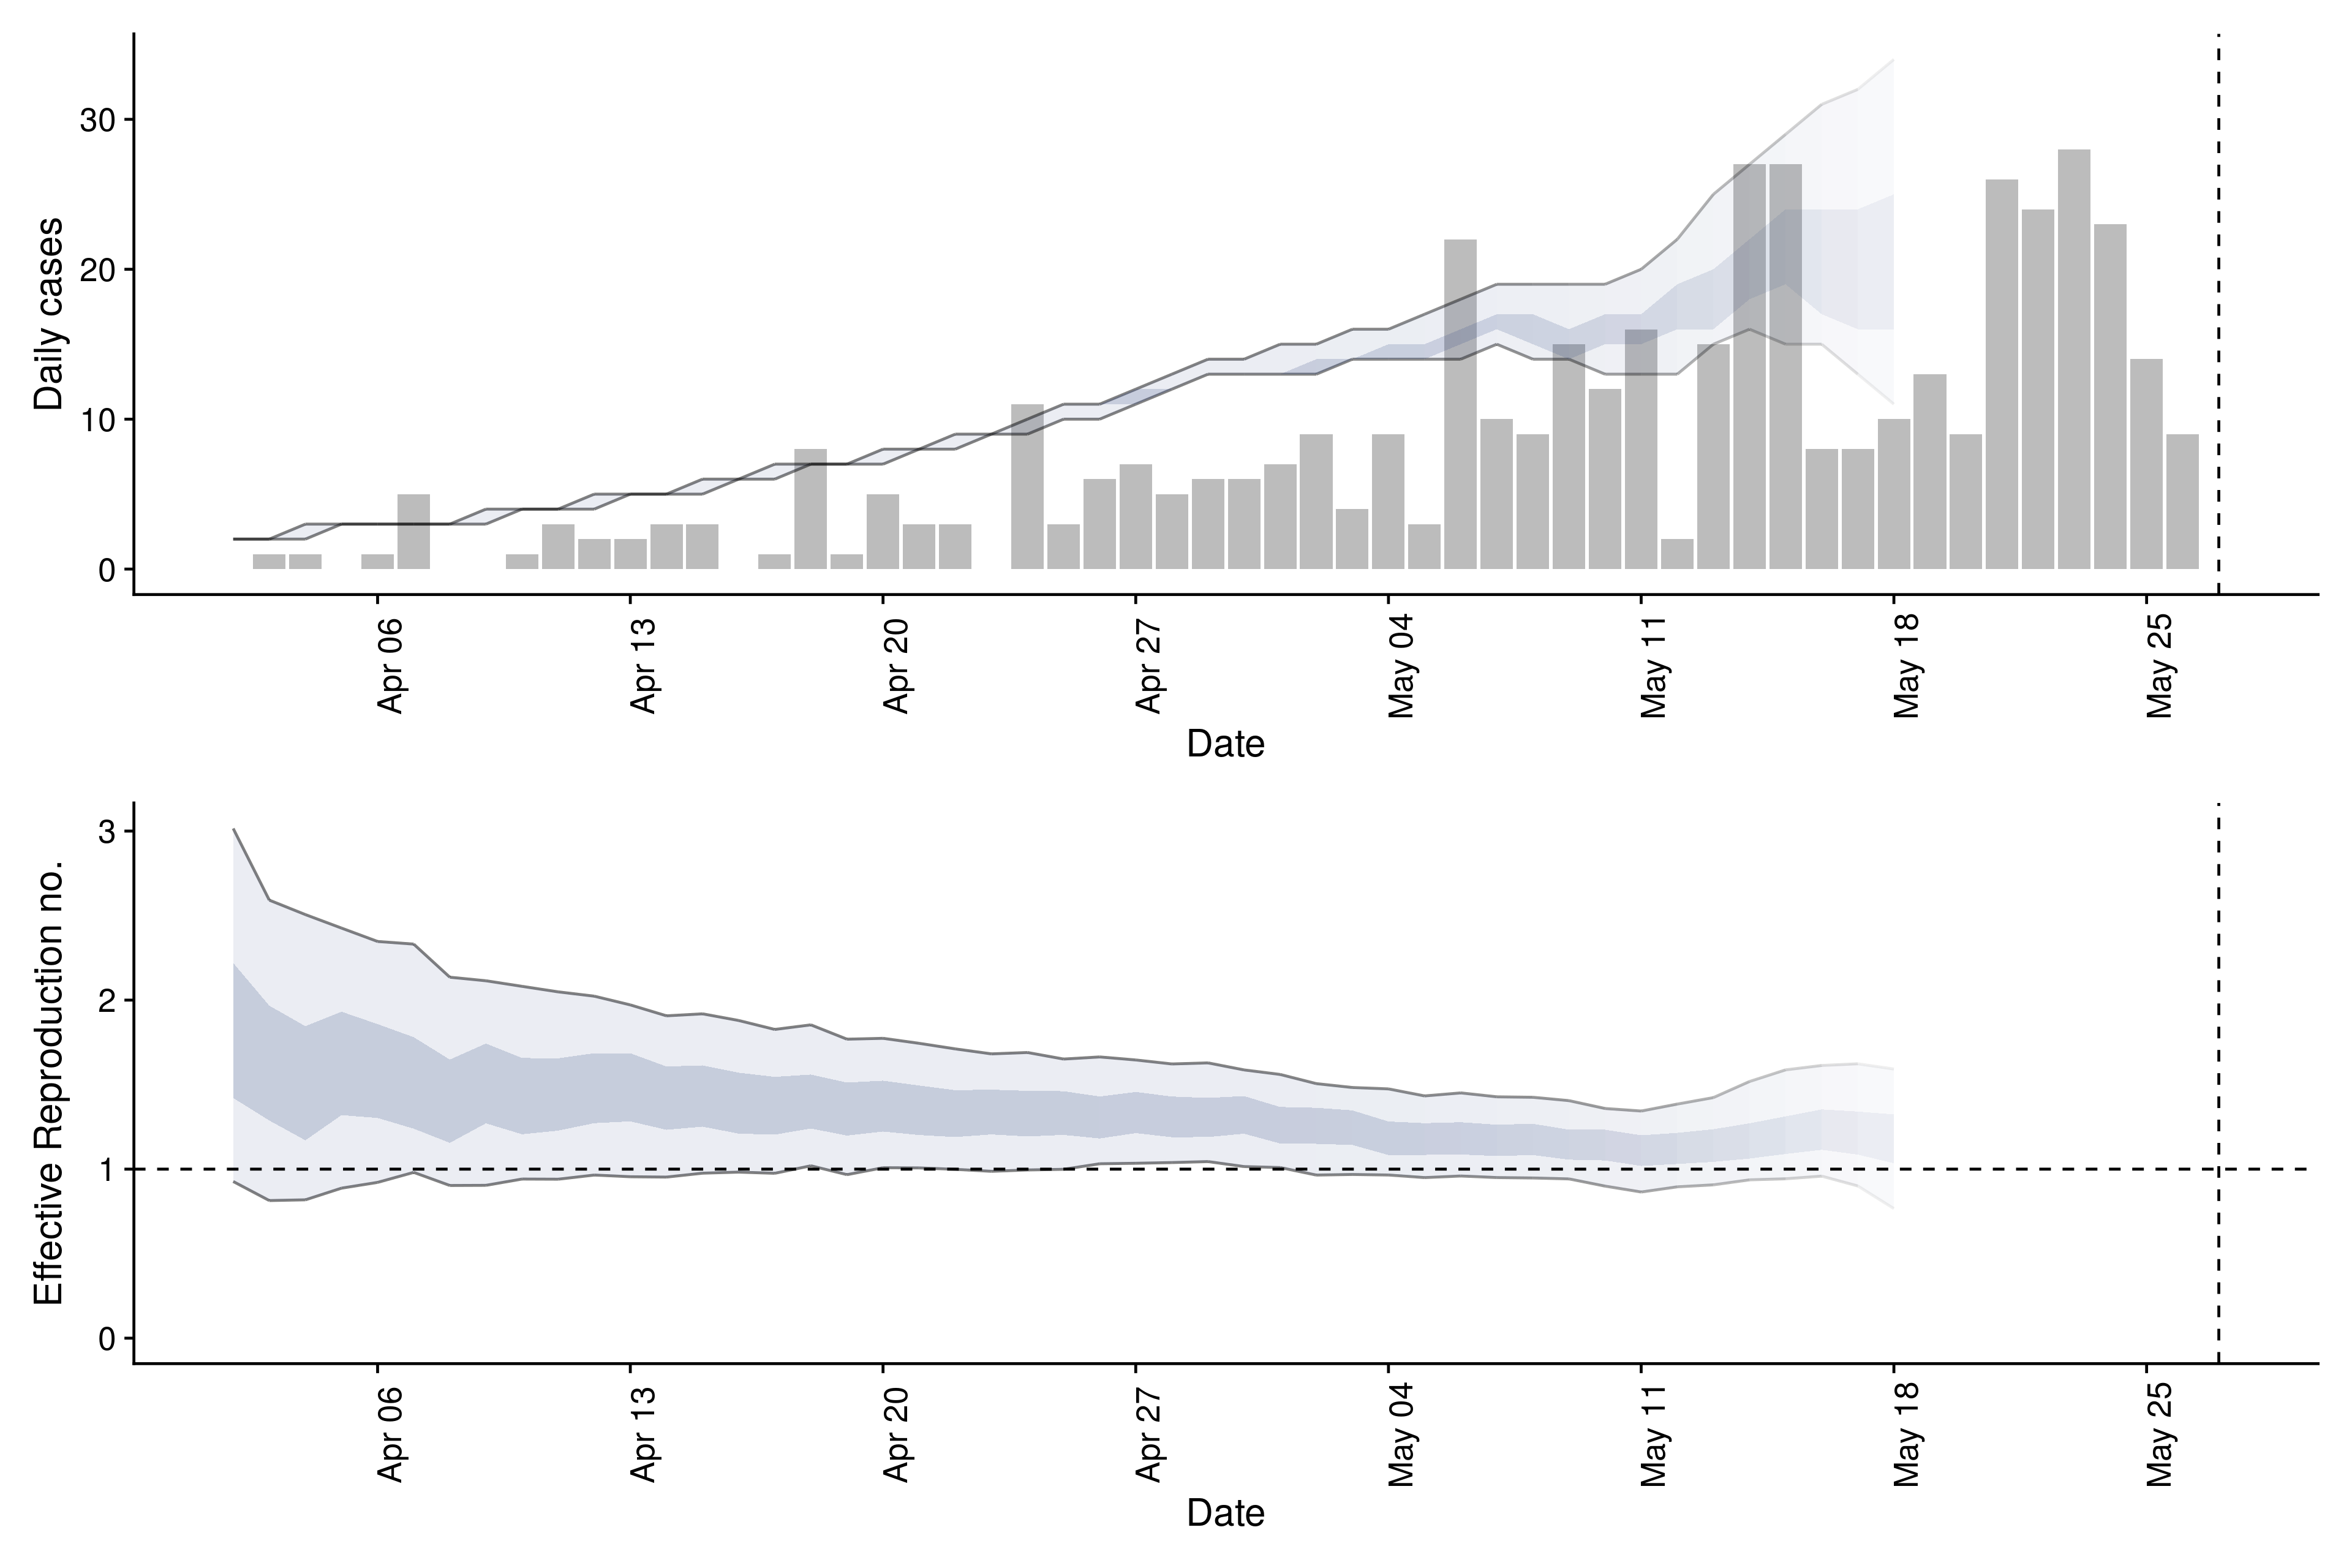 Daily cases
30
20
10
0
Apr 06
Apr 13
Apr 20
Apr 27
May 04
May 11
May 18
May 25
Date
Effective Reproduction no.
3
2
1
0
Apr 06
Apr 13
Apr 20
Apr 27
May 04
May 11
May 18
May 25
Date